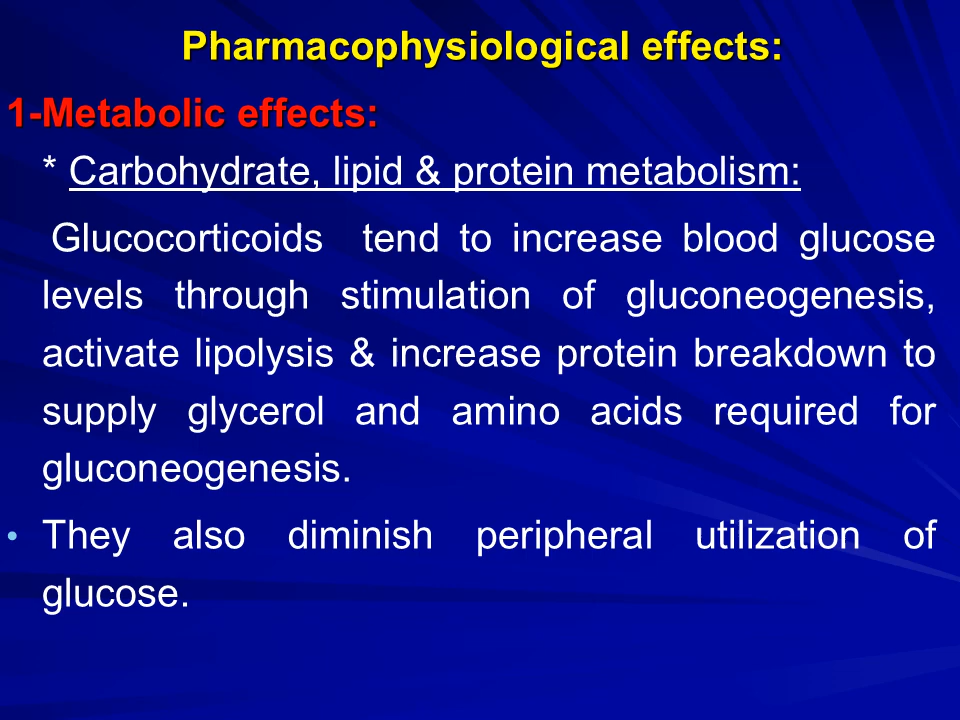 Pharmacophysiological effects:
1-Metabolic effects:
* Carbohydrate, lipid & protein metabolism:
Glucocorticoids tend to increase blood glucose
levels through stimulation of gluconeogenesis,
activate lipolysis & increase protein breakdown to
supply glycerol and amino acids required for
gluconeogenesis.
• They also diminish peripheral utilization of
glucose.